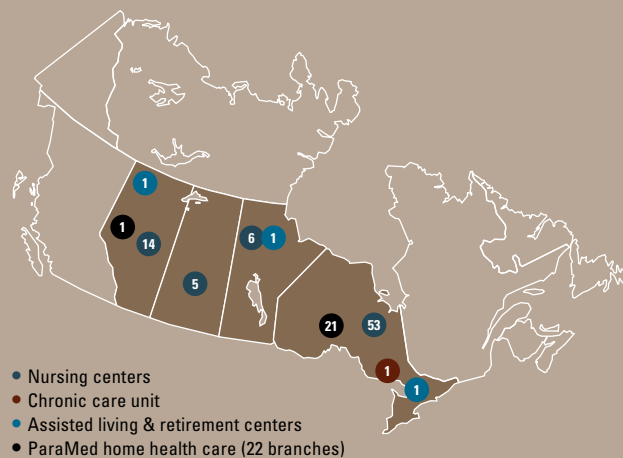 1
1
14
6
1
5
21
53
1
1
Nursing centers
Chronic care unit
Assisted living & retirement centers
ParaMed home health care (22 branches)